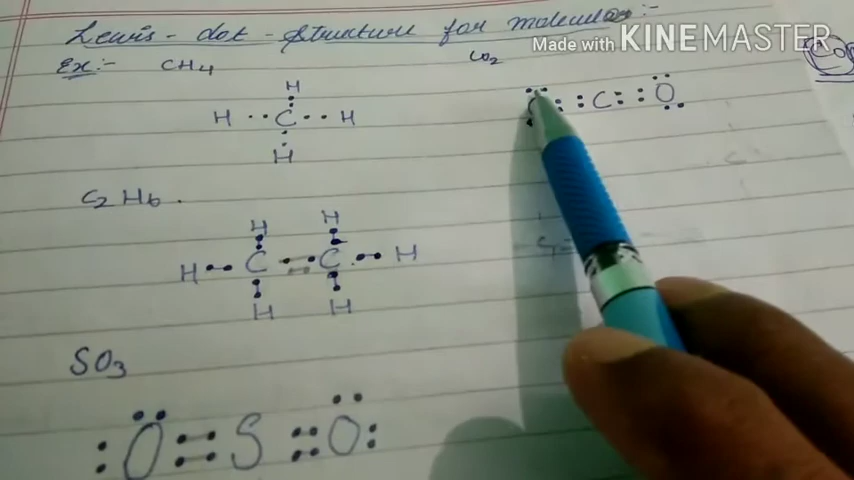 Lewis-dot-structure for molecules:-
Made with KINEMASTER
Ex:- CH4
CO2
H
H C H
H
C O
C2H6.
H H
H C C H
H H
SO3
O S O